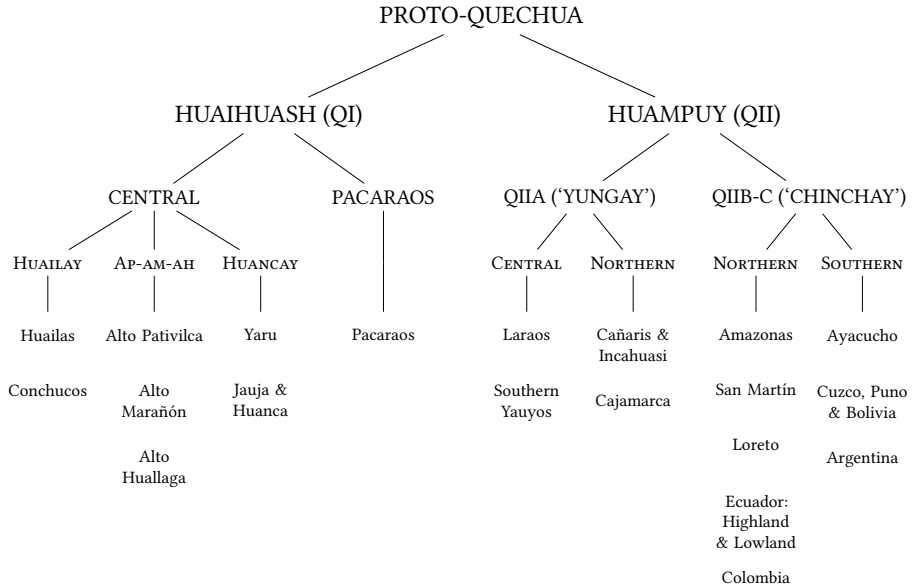 PROTO-QUECHUA
HUAIHUASH (QI)
HUAMPUY (QII)
CENTRAL
PACARAOS
QIIA (‘YUNGAY’)
QIIB-C (‘CHINCHAY’)
Huailay
Ap-am-ah
Huancay
Central
Northern
Northern
Southern
Huailas
Alto Pativilca
Yaru
Pacaraos
Laraos
Cañaris &
Incahuasi
Amazonas
Ayacucho
Conchucos
Alto
Marañón
Jauja &
Huanca
Southern
Yauyos
Cajamarca
San Martín
Cuzco, Puno
& Bolivia
Alto
Huallaga
Loreto
Argentina
Ecuador:
Highland
& Lowland
Colombia